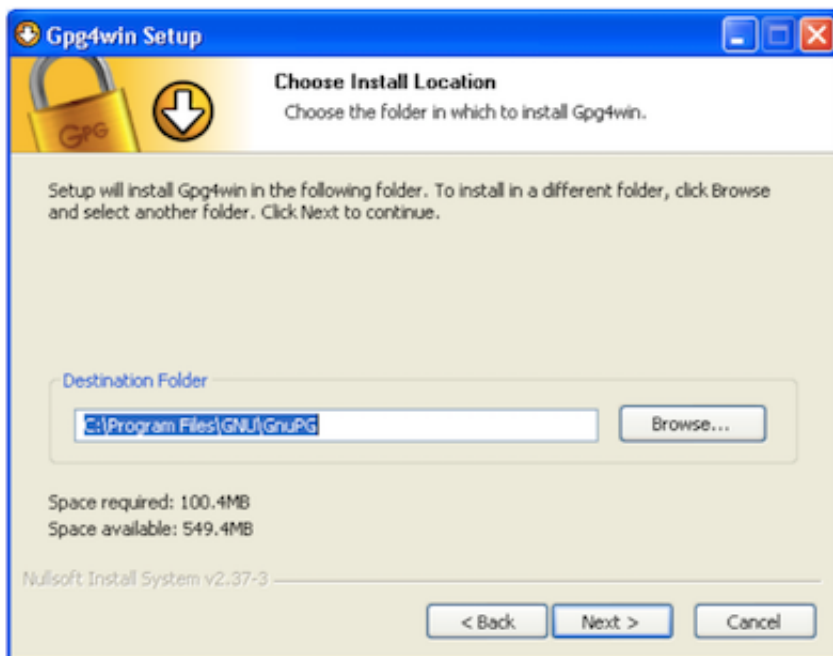 Gpg4win Setup
GPG
Choose Install Location
Choose the folder in which to install Gpg4win.
Setup will install Gpg4win in the following folder. To install in a different folder, click Browse
and select another folder. Click Next to continue.
Destination Folder
C:\Program Files\GNU\GnuPG
Browse...
Space required: 100.4MB
Space available: 549.4MB
Nullsoft Install System v2.37-3
< Back
Next >
Cancel